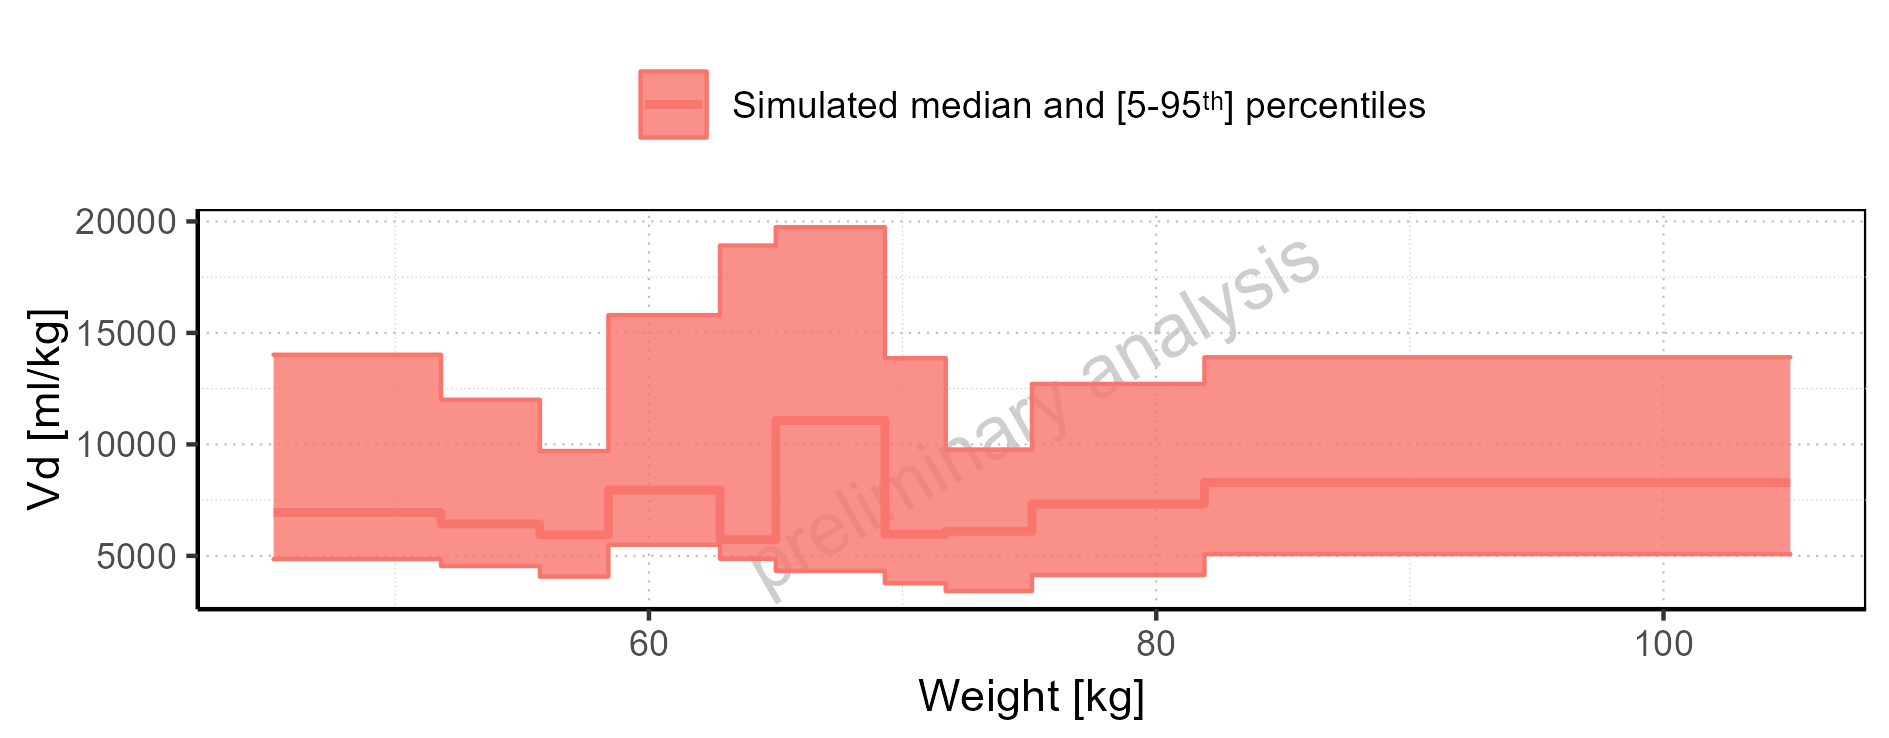 Simulated median and [5-95th] percentiles
20000
15000
10000
5000
Vd [ml/kg]
preliminary analysis
60 80 100
Weight [kg]